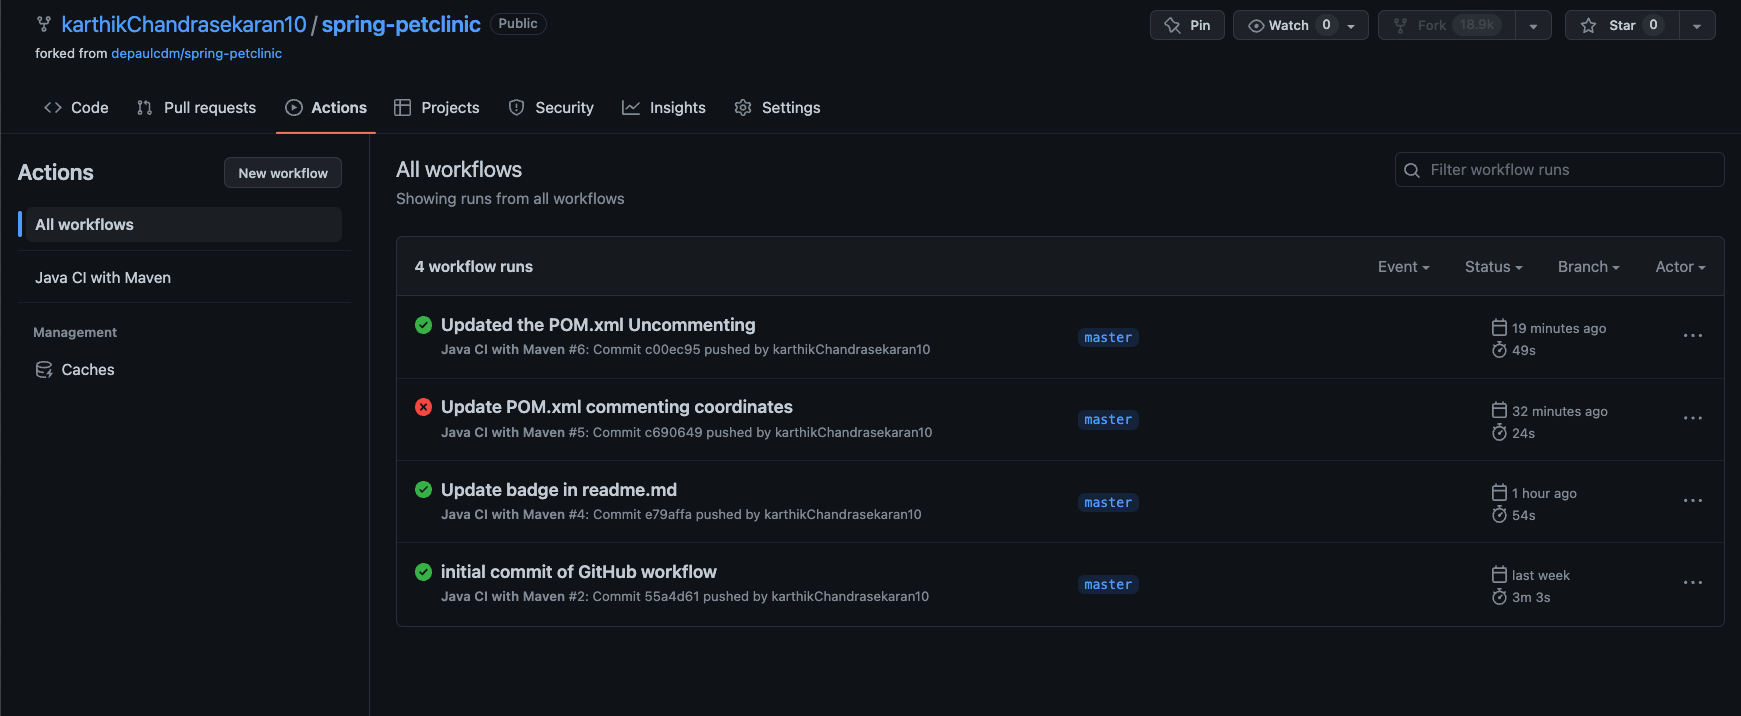 karthikChandrasekaran10 / spring-petclinic Public
Pin Watch 0 Fork 18.9k Star 0
forked from depaulcdm/spring-petclinic
Code Pull requests Actions Projects Security Insights Settings
Actions
New workflow
All workflows
Java CI with Maven
Management
Caches
All workflows
Showing runs from all workflows
Filter workflow runs
4 workflow runs
Event Status Branch Actor
Updated the POM.xml Uncommenting
Java CI with Maven #6: Commit c00ec95 pushed by karthikChandrasekaran10
master
19 minutes ago
49s
Update POM.xml commenting coordinates
Java CI with Maven #5: Commit c690649 pushed by karthikChandrasekaran10
master
32 minutes ago
24s
Update badge in readme.md
Java CI with Maven #4: Commit e79affa pushed by karthikChandrasekaran10
master
1 hour ago
54s
initial commit of GitHub workflow
Java CI with Maven #2: Commit 55a4d61 pushed by karthikChandrasekaran10
master
last week
3m 3s